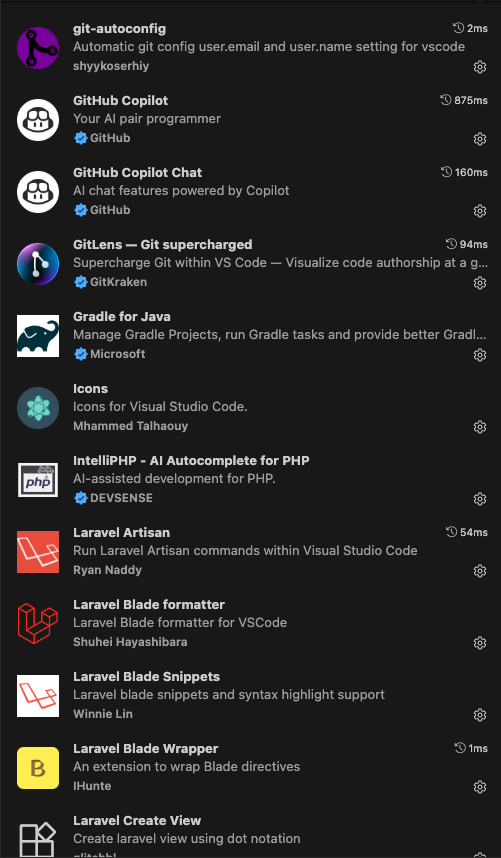 git-autoconfig 2ms
Automatic git config user.email and user.name setting for vscode
shyykoserhiy
GitHub Copilot 875ms
Your AI pair programmer
GitHub
GitHub Copilot Chat 160ms
AI chat features powered by Copilot
GitHub
GitLens — Git supercharged 94ms
Supercharge Git within VS Code — Visualize code authorship at a g...
GitKraken
Gradle for Java
Manage Gradle Projects, run Gradle tasks and provide better Gradl...
Microsoft
Icons
Icons for Visual Studio Code.
Mhammed Talhaouy
php
IntelliPHP - AI Autocomplete for PHP
AI-assisted development for PHP.
DEVSENSE
Laravel Artisan 54ms
Run Laravel Artisan commands within Visual Studio Code
Ryan Naddy
Laravel Blade formatter
Laravel Blade formatter for VSCode
Shuhei Hayashibara
Laravel Blade Snippets
Laravel blade snippets and syntax highlight support
Winnie Lin
B
Laravel Blade Wrapper 1ms
An extension to wrap Blade directives
IHunte
Laravel Create View
Create laravel view using dot notation